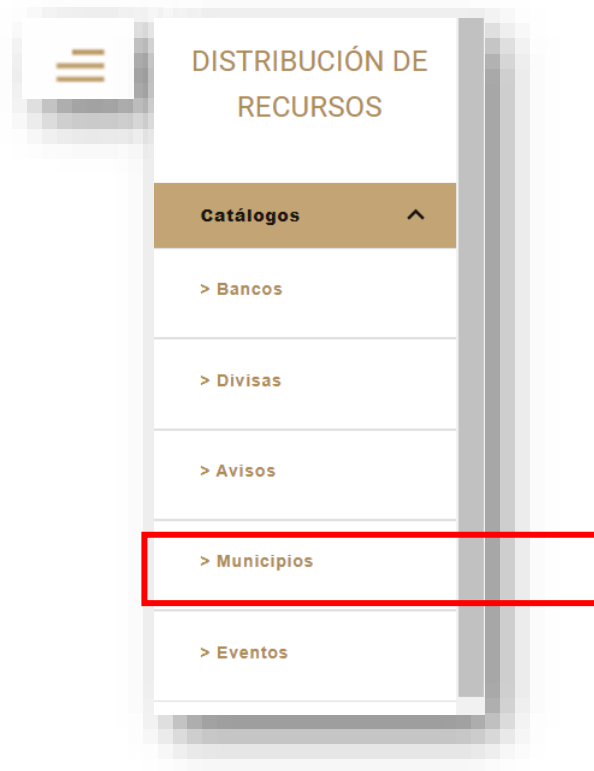 DISTRIBUCIÓN DE
RECURSOS
Catálogos
> Bancos
> Divisas
> Avisos
> Municipios
> Eventos